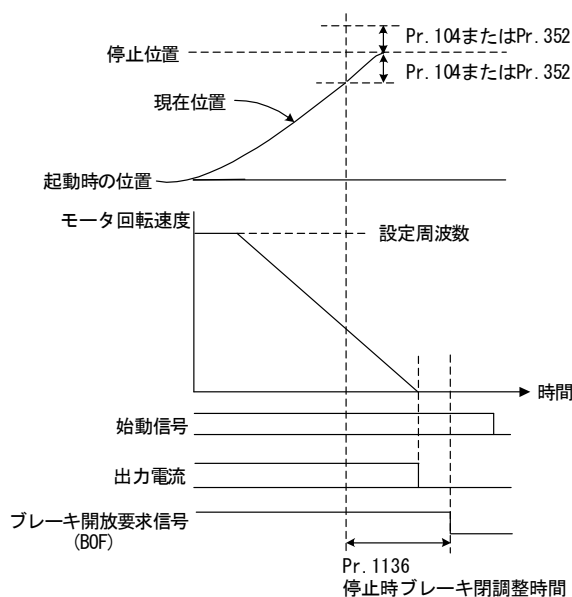 Pr. 104またはPr. 352
停止位置
Pr. 104またはPr. 352
現在位置
起動時の位置
モータ回転速度
設定周波数
時間
始動信号
出力電流
ブレーキ開放要求信号
(BOF)
Pr. 1136
停止時ブレーキ閉調整時間